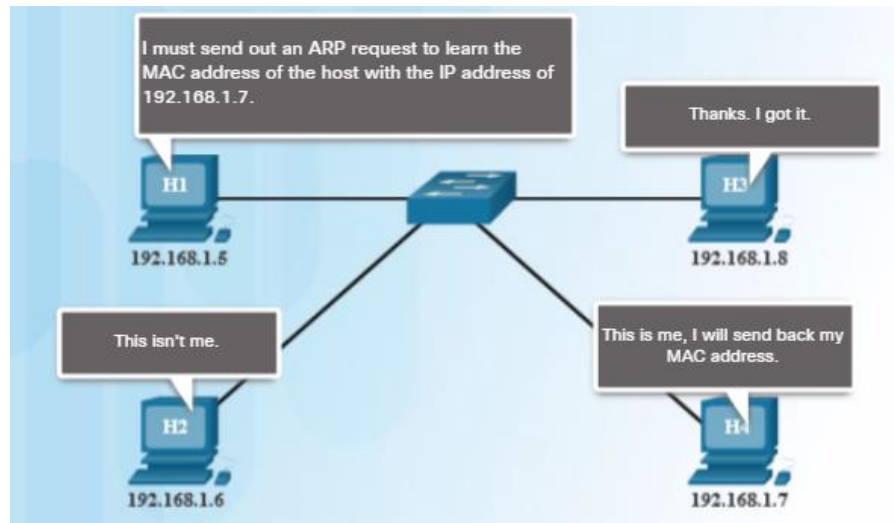 I must send out an ARP request to learn the
MAC address of the host with the IP address of
192.168.1.7.
Thanks. I got it.
H1
192.168.1.5
H3
192.168.1.8
This isn't me.
This is me, I will send back my
MAC address.
H2
192.168.1.6
H4
192.168.1.7